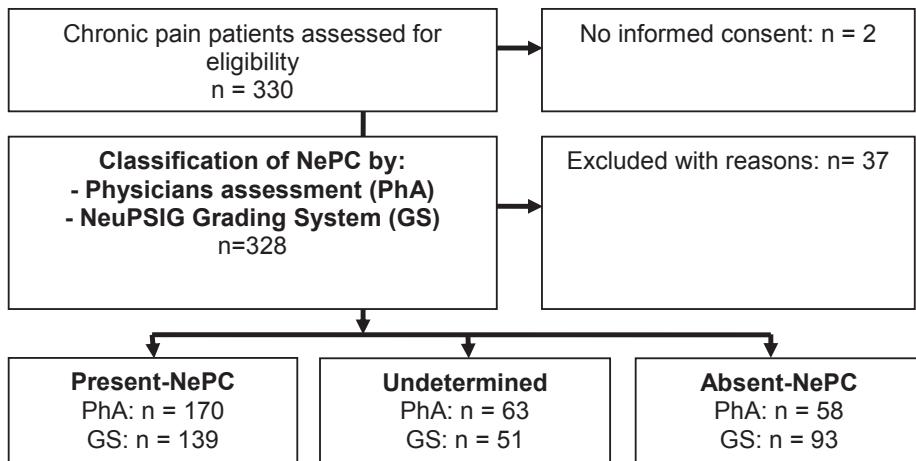 Chronic pain patients assessed for
eligibility
n = 330
No informed consent: n = 2
Classification of NePC by:
- Physicians assessment (PhA)
- NeuPSIG Grading System (GS)
n=328
Excluded with reasons: n= 37
Present-NePC
PhA: n = 170
GS: n = 139
Undetermined
PhA: n = 63
GS: n = 51
Absent-NePC
PhA: n = 58
GS: n = 93